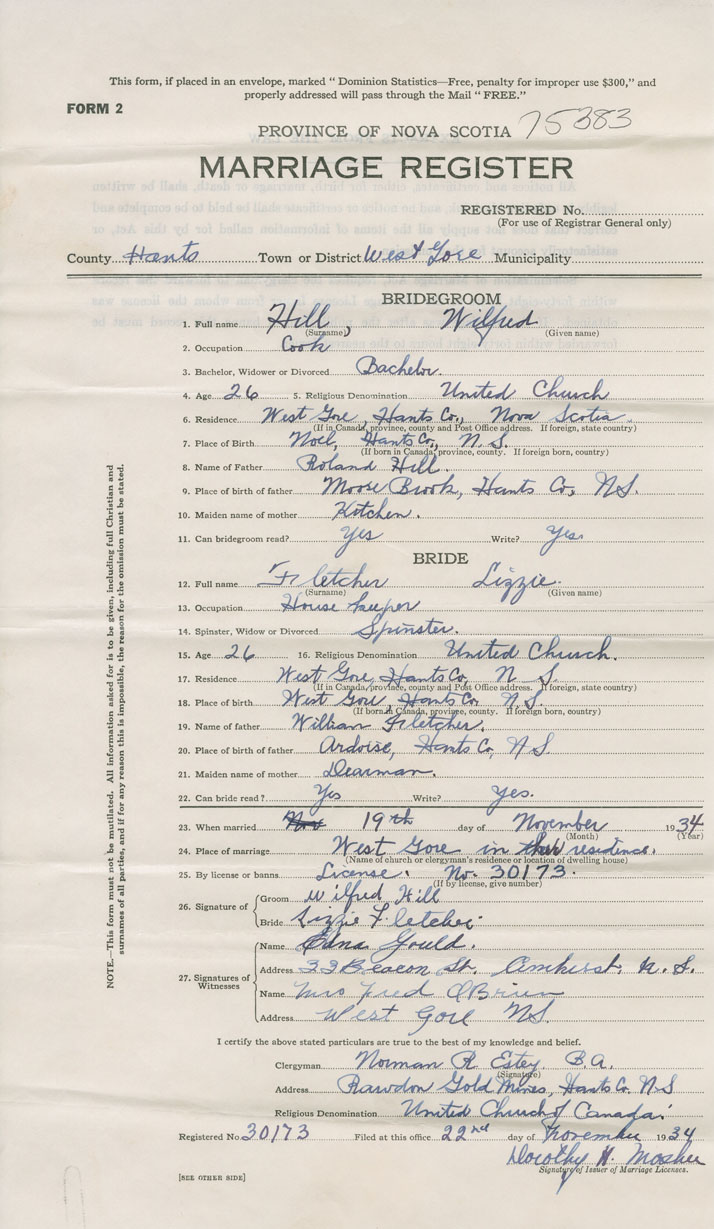 This form, if placed in an envelope, marked “ Dominion Statistics—Free, penalty for improper use $300,” and
properly addressed will pass through the Mail “ FREE.”
FORM 2
PROVINCE OF NOVA SCOTIA 75383
MARRIAGE REGISTER
REGISTERED No.
(For use of Registrar General only)
County Hants Town or District West Gore Municipality
BRIDEGROOM
1. Full name Hill, Wilfred
(Surname) (Given name)
2. Occupation Cook
3. Bachelor, Widower or Divorced Bachelor.
4. Age 26 5. Religious Denomination United Church
6. Residence West Gore, Hants Co., Nova Scotia
(If in Canada, province, county and Post Office address. If foreign, state country)
7. Place of Birth Noel, Hants Co, N.S.
(If born in Canada, province, county. If foreign born, country)
8. Name of Father Roland Hill.
9. Place of birth of father Moose Brook, Hants Co, NS.
10. Maiden name of mother Kitchen.
11. Can bridegroom read? Yes Write? Yes.
BRIDE
12. Full name Fletcher Lizzie.
(Surname) (Given name)
13. Occupation House keeper
14. Spinster, Widow or Divorced Spinster.
15. Age 26 16. Religious Denomination United Church.
17. Residence West Gore, Hants Co, N S.
(If in Canada, province, county and Post Office address. If foreign, state country)
18. Place of birth West Gore, Hants Co, N.S.
(If born in Canada, province, county. If foreign born, country)
19. Name of father William Fletcher.
20. Place of birth of father Ardoise, Hants Co, NS.
21. Maiden name of mother Dearman.
22. Can bride read? Yes Write? Yes.
23. When married Nov 19th day of November 1934
(Month) (Year)
24. Place of marriage West Gore in their residence.
(Name of church or clergyman's residence or location of dwelling house)
25. By license or banns License. No. 30173.
(If by license, give number)
26. Signature of Groom Wilfred Hill
Bride Lizzie Fletcher
27. Signatures of Witnesses Name Edna Gould.
Address 33 Beacon St. Amherst, N.S.
Name Mrs Fred O'Brien
Address West Gore NS.
I certify the above stated particulars are true to the best of my knowledge and belief.
Clergyman Norman R. Estey B.A.
(Signature)
Address Rawdon Gold Mines, Hants Co. N.S
Religious Denomination United Church of Canada.
Registered No 30173 Filed at this office 22nd day of November 1934
Dorothy H. Mosher
Signature of Issuer of Marriage Licenses.
[SEE OTHER SIDE]
NOTE.—This form must not be mutilated. All information asked for is to be given, including full Christian and
surnames of all parties, and if for any reason this is impossible, the reason for the omission must be stated.